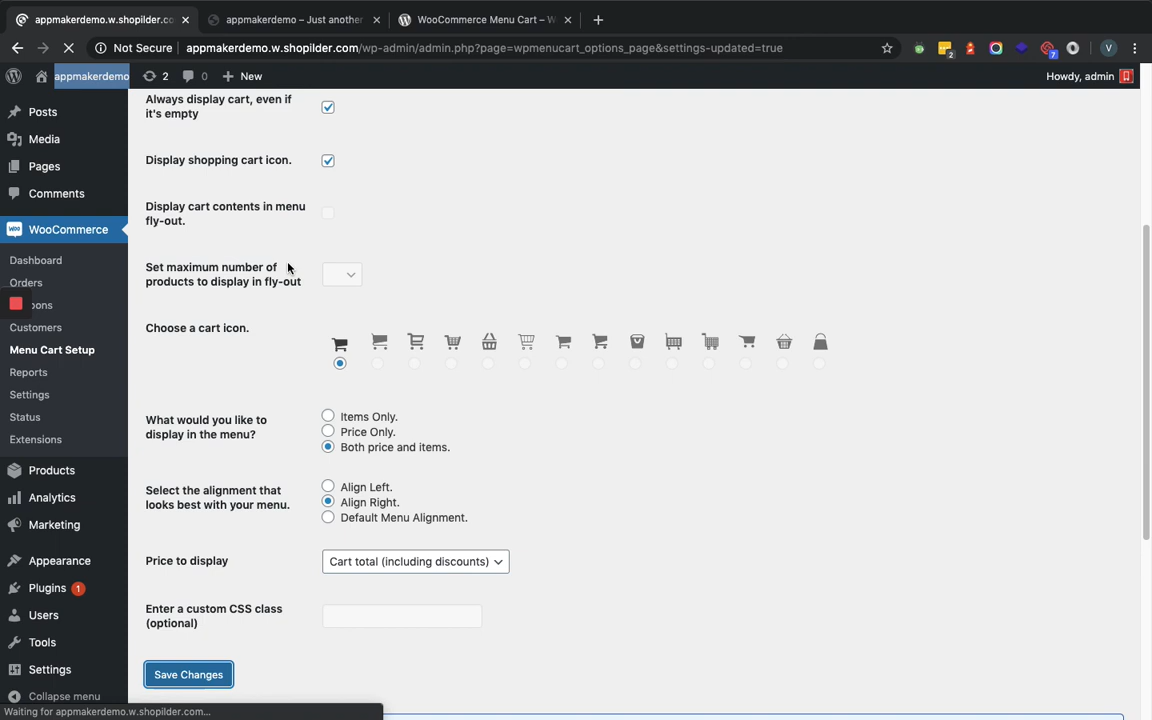 appmakerdemo.w.shopilder.co
appmakerdemo – Just another
WooCommerce Menu Cart – W
Not Secure
appmakerdemo.w.shopilder.com/wp-admin/admin.php?page=wpmenucart_options_page&settings-updated=true
2
7
V
appmakerdemo
2
0
New
Howdy, admin
Posts
Media
Pages
Comments
WooCommerce
Dashboard
Orders
pons
Customers
Menu Cart Setup
Reports
Settings
Status
Extensions
Products
Analytics
Marketing
Appearance
Plugins 1
Users
Tools
Settings
Collapse menu
Always display cart, even if
it's empty
Display shopping cart icon.
Display cart contents in menu
fly-out.
Set maximum number of
products to display in fly-out
Choose a cart icon.
What would you like to
display in the menu?
Items Only.
Price Only.
Both price and items.
Select the alignment that
looks best with your menu.
Align Left.
Align Right.
Default Menu Alignment.
Price to display
Cart total (including discounts)
Enter a custom CSS class
(optional)
Save Changes
Waiting for appmakerdemo.w.shopilder.com...